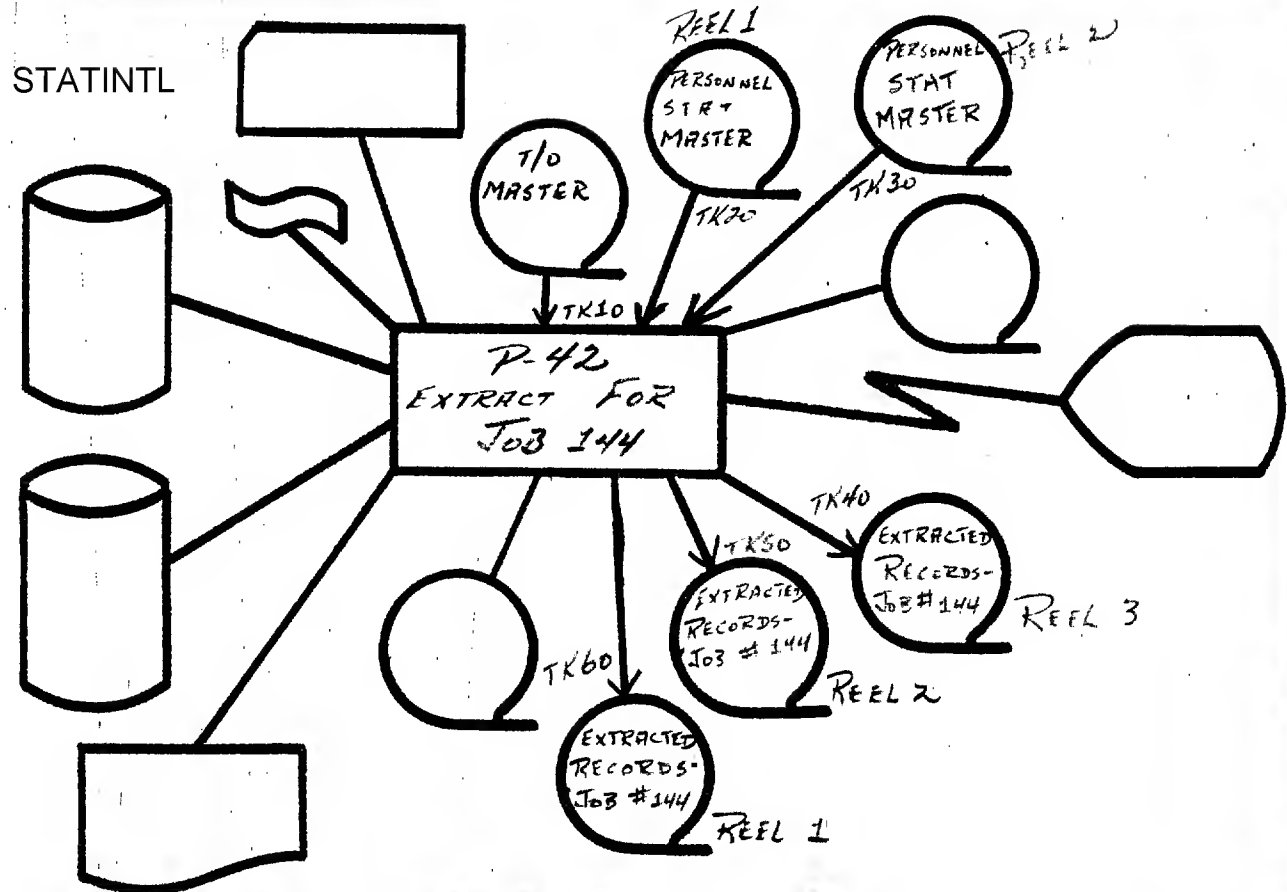 STATINTL
REEL 1
PERSONNEL
STAT
MASTER
PERSONNEL
STAT
MASTER
REEL 2
T/O
MASTER
TK10
TK20
TK30
P-42
EXTRACT FOR
JOB 144
TK40
EXTRACTED
RECORDS-
JOB # 144
REEL 3
TK50
EXTRACTED
RECORDS-
JOB # 144
REEL 2
TK60
EXTRACTED
RECORDS-
JOB # 144
REEL 1